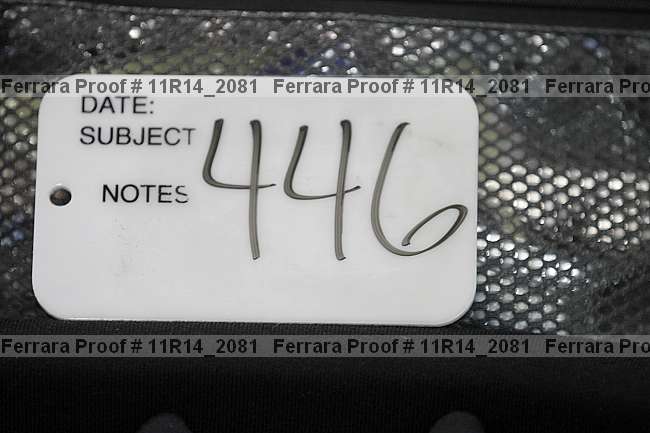 Ferrara Proof # 11R14_2081 Ferrara Proof # 11R14_2081 Ferrara Pro
DATE:
SUBJECT
NOTES
446
Ferrara Proof # 11R14_2081 Ferrara Proof # 11R14_2081 Ferrara Pro